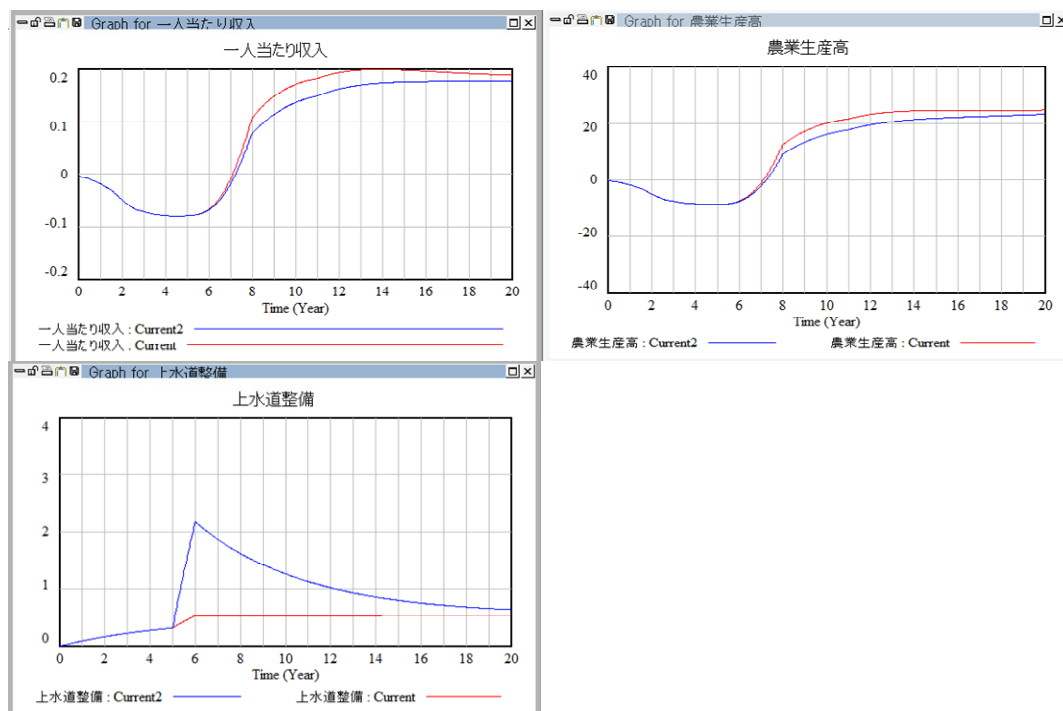 Graph for 一人当たり収入
一人当たり収入
0.2
0.1
0
-0.1
-0.2
0 2 4 6 8 10 12 14 16 18 20
Time (Year)
一人当たり収入 : Current2
一人当たり収入 : Current
Graph for 農業生産高
農業生産高
40
20
0
-20
-40
0 2 4 6 8 10 12 14 16 18 20
Time (Year)
農業生産高 : Current2 農業生産高 : Current
Graph for 上水道整備
上水道整備
4
3
2
1
0
0 2 4 6 8 10 12 14 16 18 20
Time (Year)
上水道整備 : Current2 上水道整備 : Current